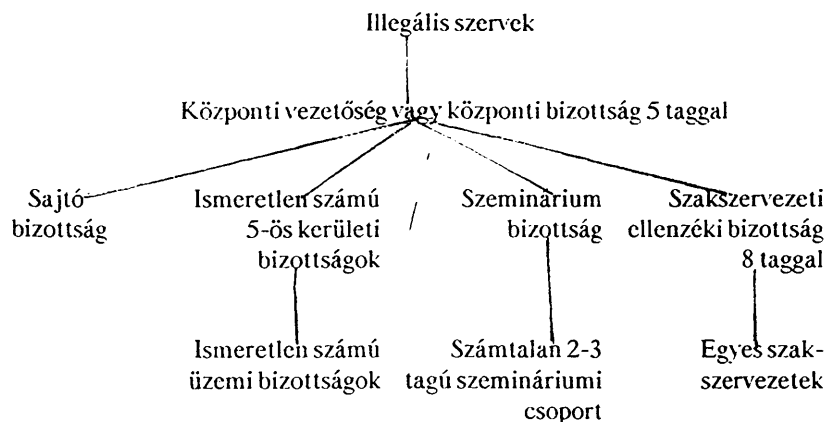 Illegális szervek
Központi vezetőség vagy központi bizottság 5 taggal
Sajtó
bizottság
Ismeretlen számú
5-ös kerületi
bizottságok
Szeminárium
bizottság
Szakszervezeti
ellenzéki bizottság
8 taggal
Ismeretlen számú
üzemi bizottságok
Számtalan 2-3
tagú szemináriumi
csoport
Egyes szak-
szervezetek